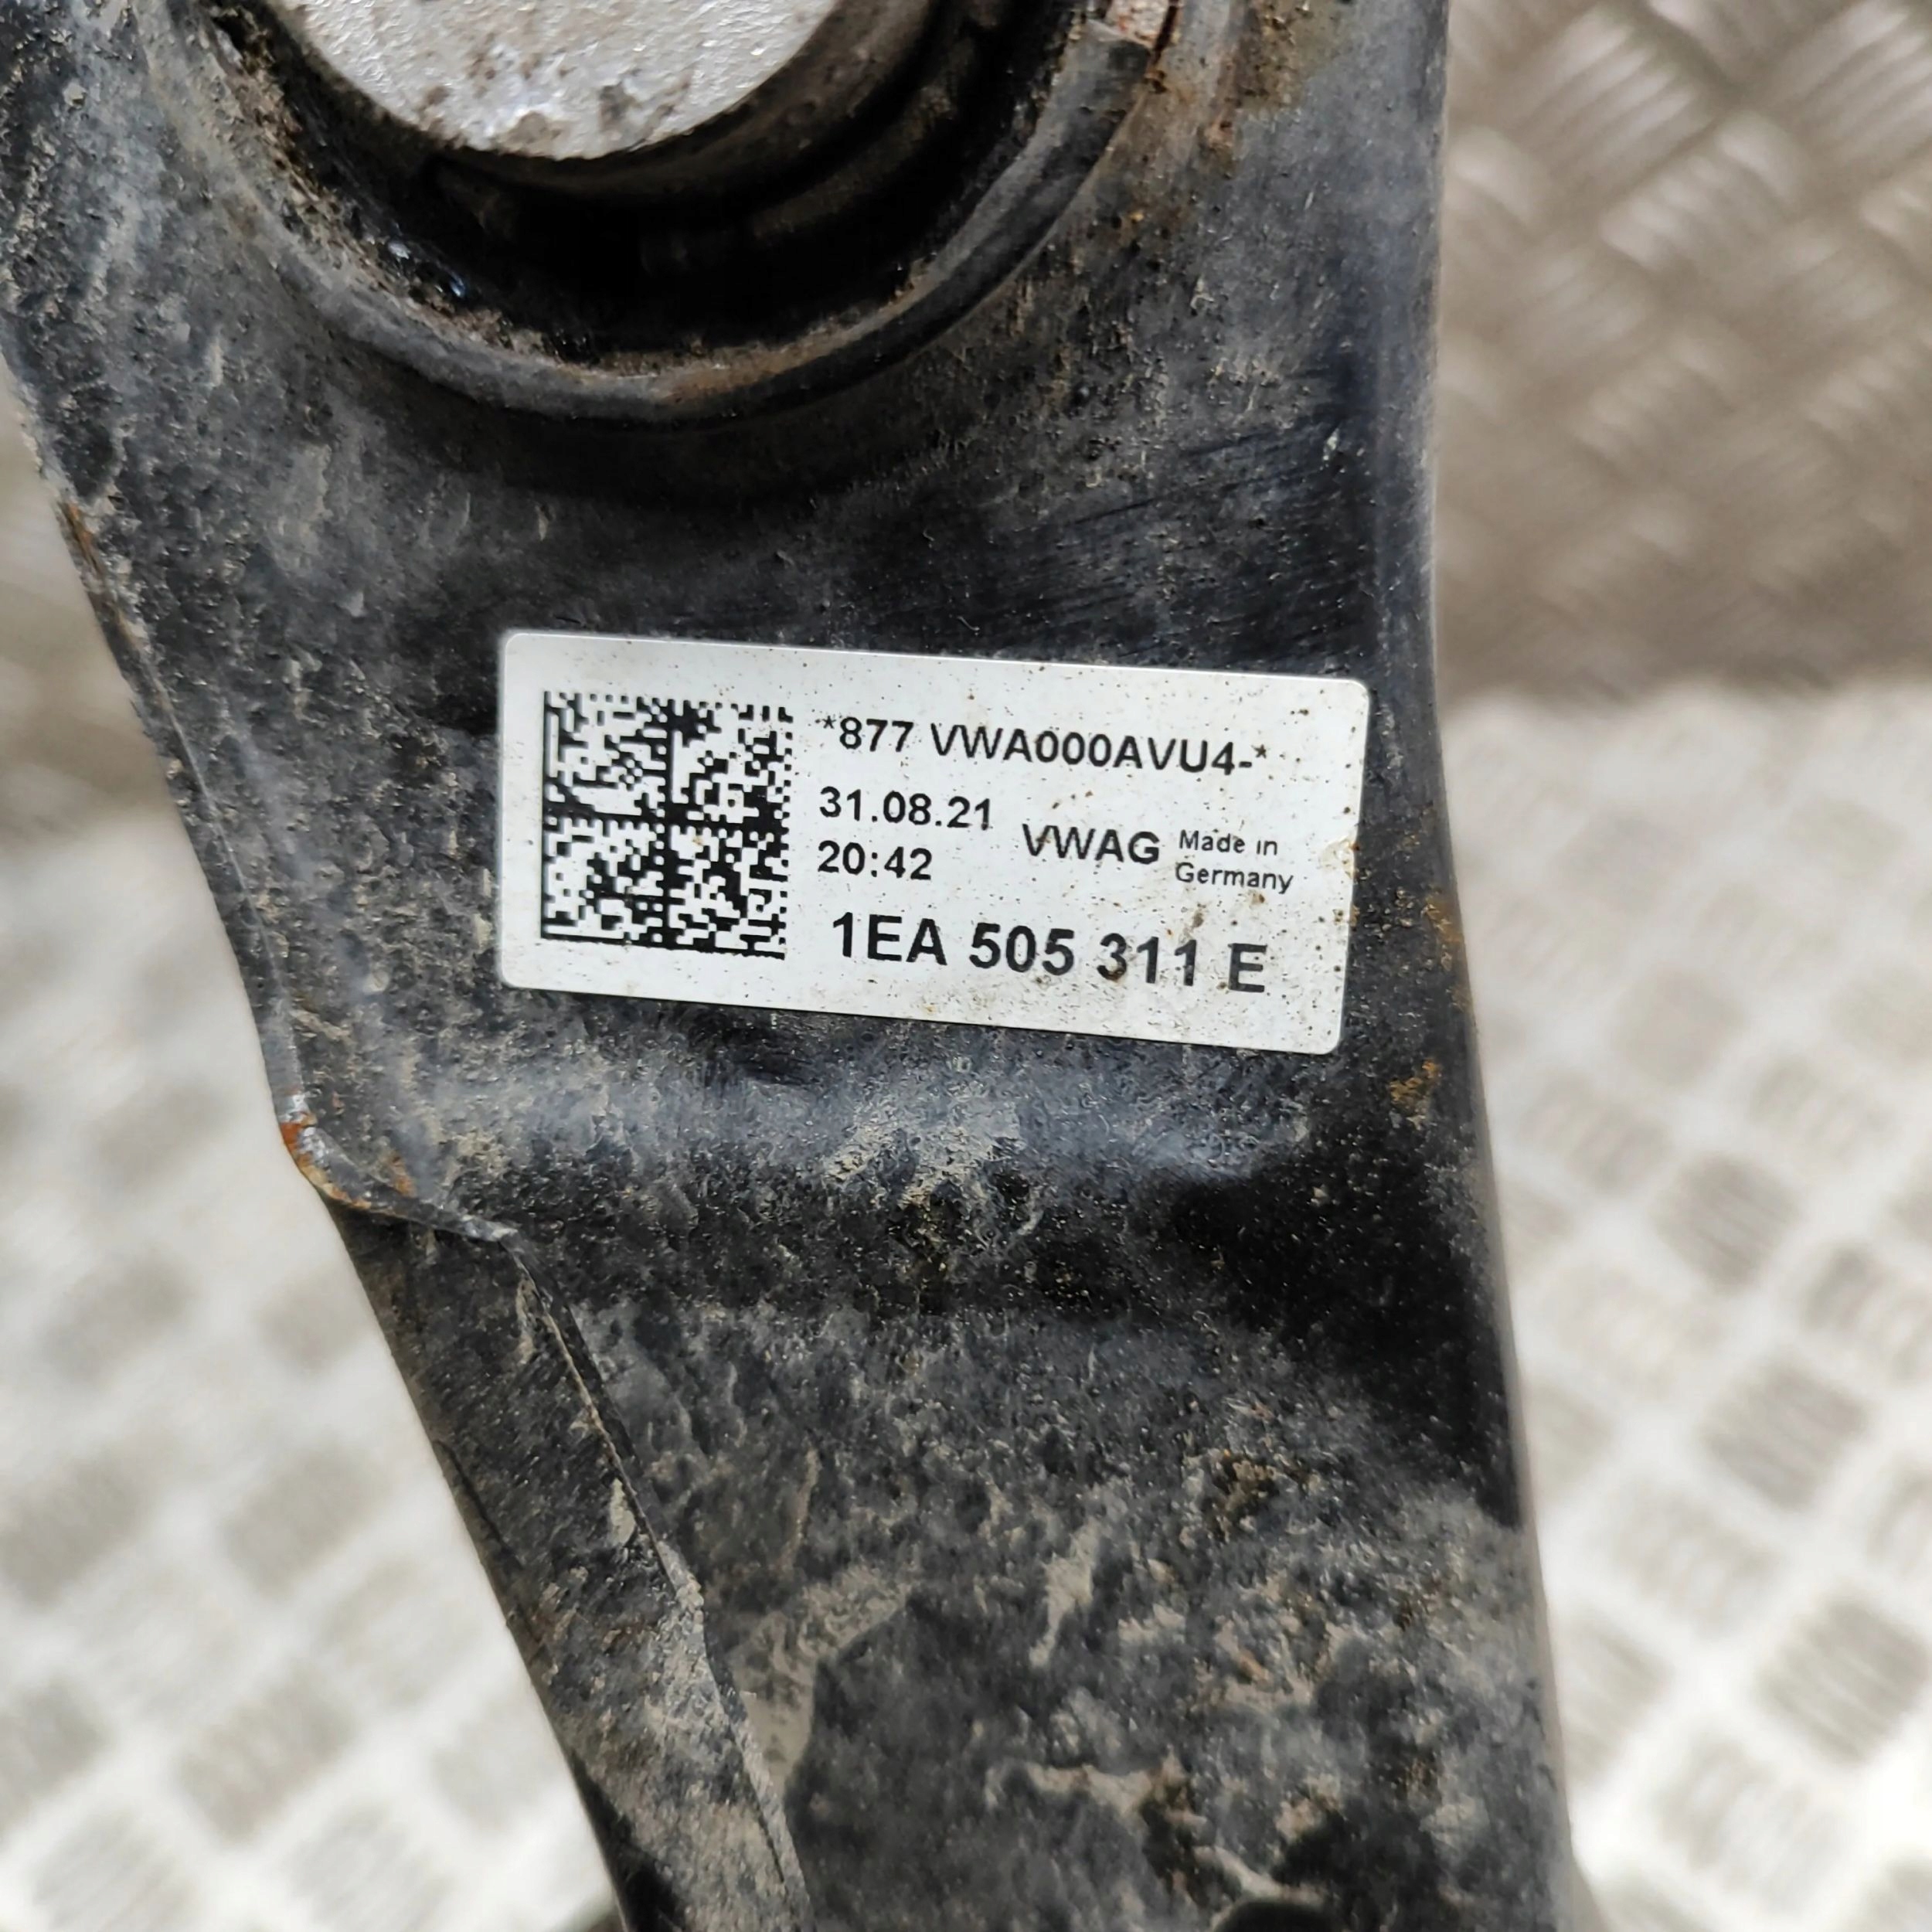 *877 VWA000AVU4-*
31.08.21
20:42
VWAG
Made in
Germany
1EA 505 311 E